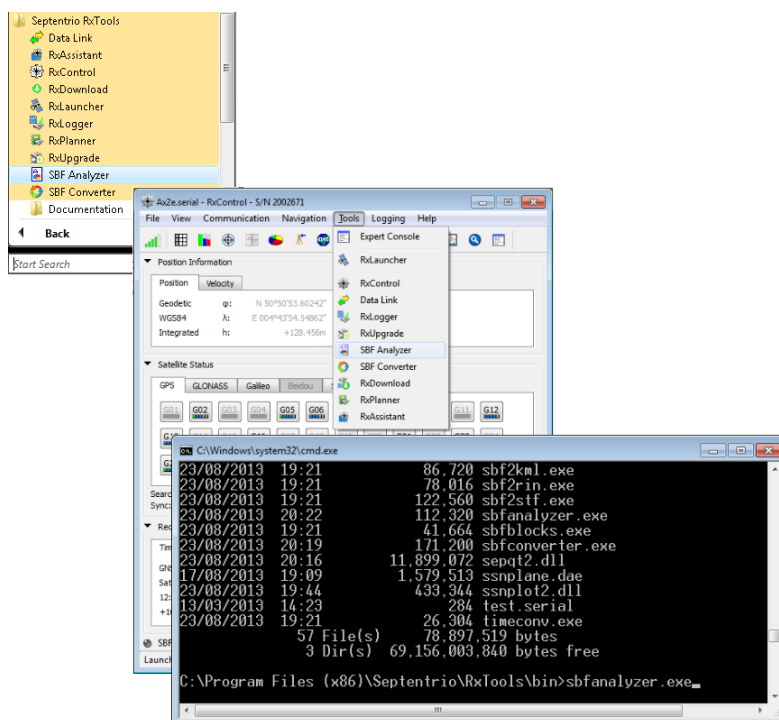 Septentrio RxTools
Data Link
RxAssistant
RxControl
RxDownload
RxLauncher
RxLogger
RxPlanner
RxUpgrade
SBF Analyzer
SBF Converter
Documentation
Back
Start Search
Ax2e.serial - RxControl - S/N 2002671
File View Communication Navigation Tools Logging Help
Expert Console
RxLauncher
RxControl
Data Link
RxLogger
RxUpgrade
SBF Analyzer
SBF Converter
RxDownload
RxPlanner
RxAssistant
Position Information
Position Velocity
Geodetic φ: N 50°50'53.60242"
WGS84 λ: E 004°43'54.54862"
Integrated h: +128.456m
Satellite Status
GPS GLONASS Galileo Beidou
G01 G02 G03 G04 G05 G06 G11 G12
C:\Windows\system32\cmd.exe
23/08/2013 19:21 86,720 sbf2kml.exe
23/08/2013 19:21 78,016 sbf2rin.exe
23/08/2013 19:21 122,560 sbf2stf.exe
23/08/2013 20:22 112,320 sbfanalyzer.exe
23/08/2013 19:21 41,664 sbfblocks.exe
23/08/2013 20:19 171,200 sbfconverter.exe
23/08/2013 20:16 11,899,072 sepqt2.dll
17/08/2013 19:09 1,579,513 ssnplane.dae
23/08/2013 19:44 433,344 ssnplot2.dll
13/03/2013 14:23 284 test.serial
23/08/2013 19:21 26,304 timeconv.exe
57 File(s) 78,897,519 bytes
3 Dir(s) 69,156,003,840 bytes free
C:\Program Files (x86)\Septentrio\RxTools\bin>sbfanalyzer.exe